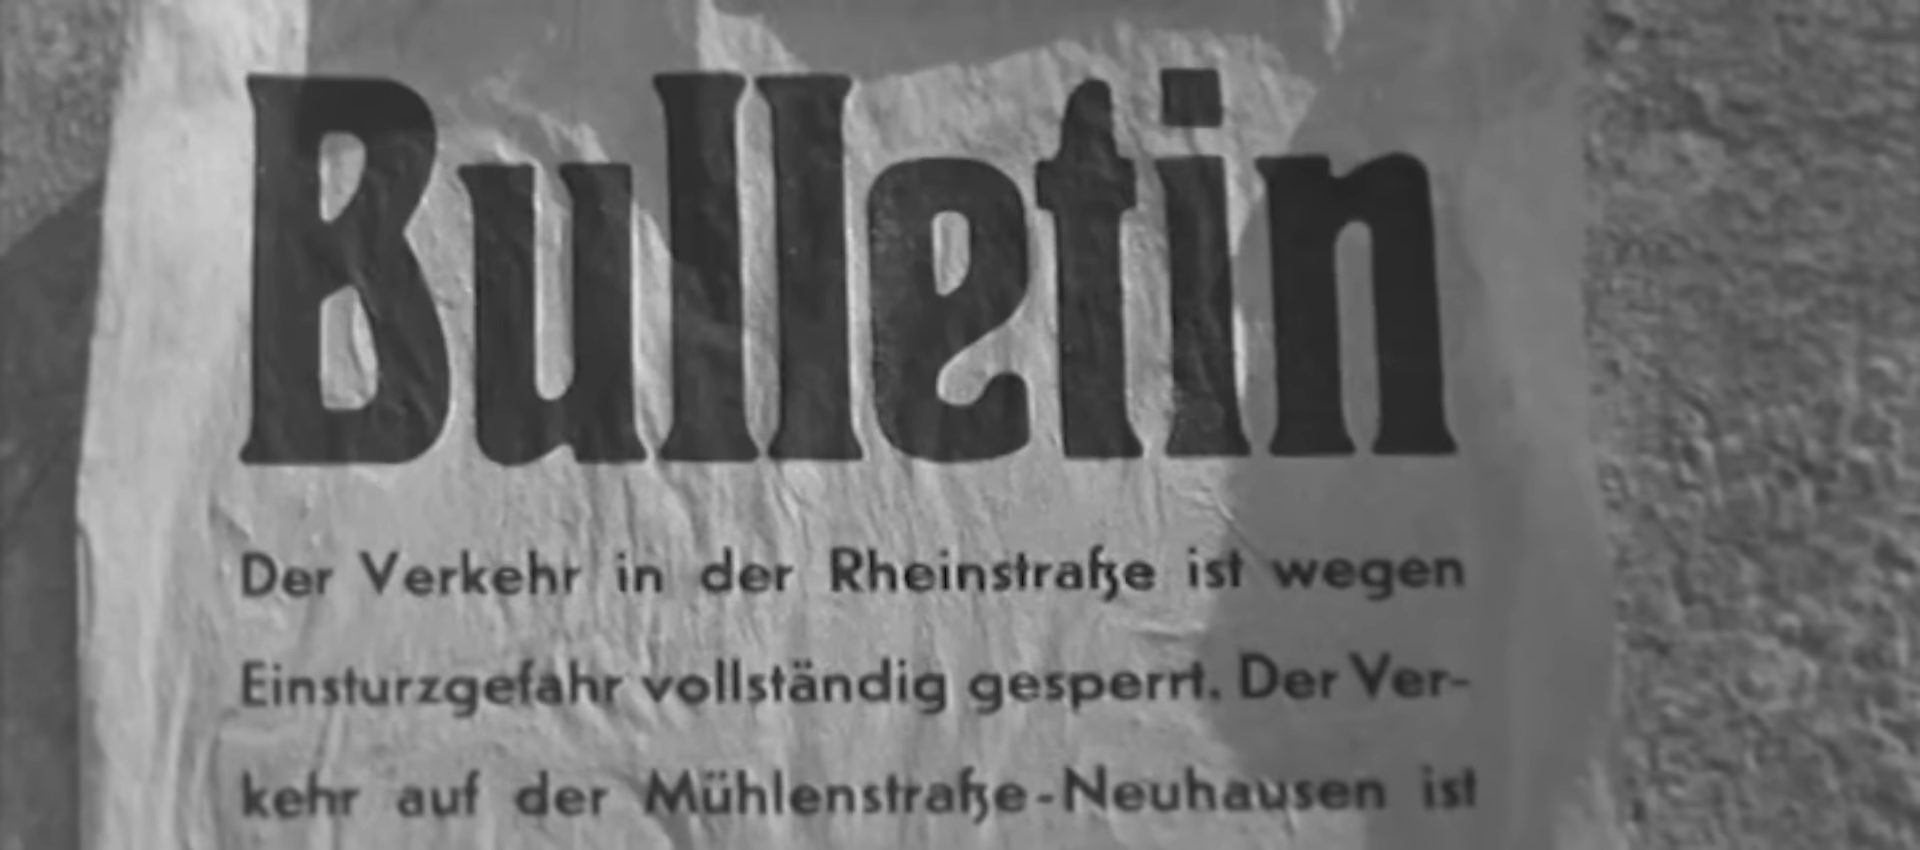 Bulletin
Der Verkehr in der Rheinstraße ist wegen
Einsturzgefahr vollständig gesperrt. Der Ver-
kehr auf der Mühlenstraße-Neuhausen ist